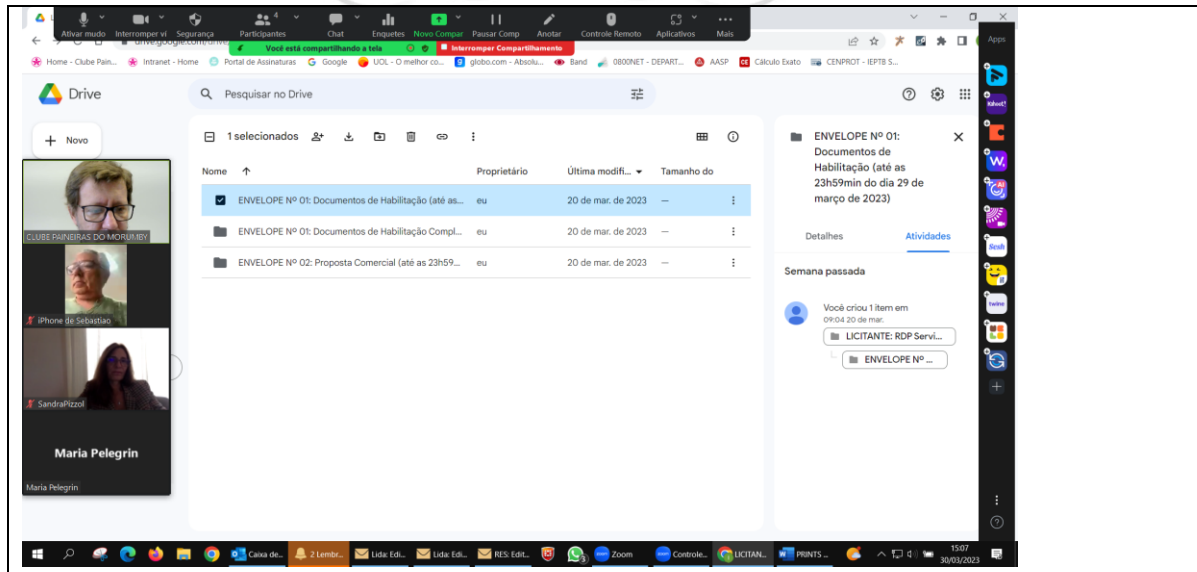 4
Ativar mudo Interromper ví Segurança Participantes Chat Enquetes Novo Compar Pausar Comp Anotar Controle Remoto Aplicativos Mais
Você está compartilhando a tela Interromper Compartilhamento
Apps
Home - Clube Pain... Intranet - Home Portal de Assinaturas Google UOL - O melhor co... globo.com - Absolu... Band 0800NET - DEPART... AASP Cálculo Exato CENPROT - IEPTB S...
Drive
Pesquisar no Drive
Kahoot!
Novo
1 selecionados
ENVELOPE Nº 01:
Documentos de
Habilitação (até as
23h59min do dia 29 de
março de 2023)
Nome Proprietário Última modifi... Tamanho do
ENVELOPE Nº 01: Documentos de Habilitação (até as... eu 20 de mar. de 2023 —
ENVELOPE Nº 01: Documentos de Habilitação Compl... eu 20 de mar. de 2023 —
ENVELOPE Nº 02: Proposta Comercial (até as 23h59... eu 20 de mar. de 2023 —
Detalhes Atividades
Semana passada
Você criou 1 item em
09:04 20 de mar.
LICITANTE: RDP Servi...
ENVELOPE Nº ...
Sesh
twine
CLUBE PAINEIRAS DO MORUMBY
iPhone de Sebastiao
SandraPizzol
Maria Pelegrin
Maria Pelegrin
Caixa de... 2 Lembr... Lida: Edi... Lida: Edi... RES: Edit... Zoom Controle... LICITAN... PRINTS ...
15:07
30/03/2023